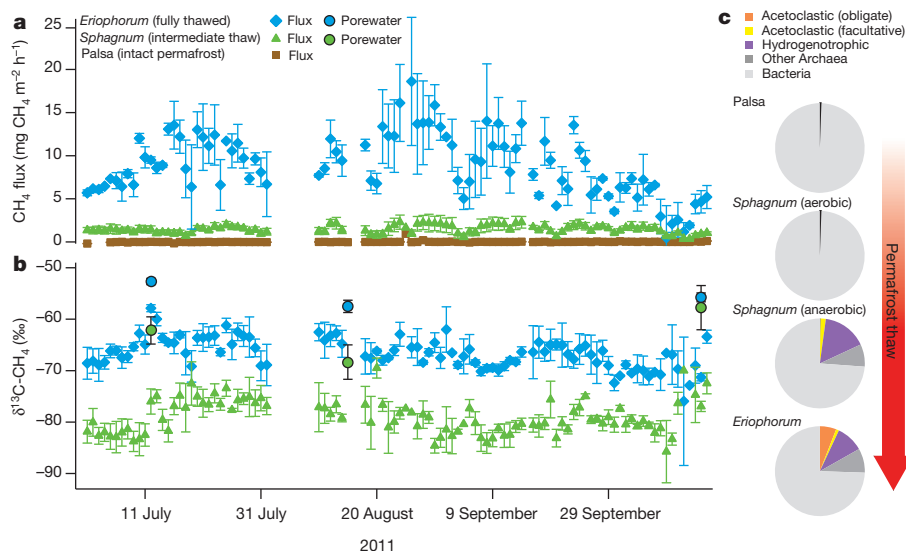 a
Eriophorum (fully thawed) Flux Porewater
Sphagnum (intermediate thaw) Flux Porewater
Palsa (intact permafrost) Flux
CH₄ flux (mg CH₄ m⁻² h⁻¹)
25
20
15
10
5
0
b
δ¹³C-CH₄ (‰)
–50
–60
–70
–80
–90
11 July
31 July
20 August
9 September
29 September
2011
c
Acetoclastic (obligate)
Acetoclastic (facultative)
Hydrogenotrophic
Other Archaea
Bacteria
Palsa
Sphagnum (aerobic)
Sphagnum (anaerobic)
Eriophorum
Permafrost thaw